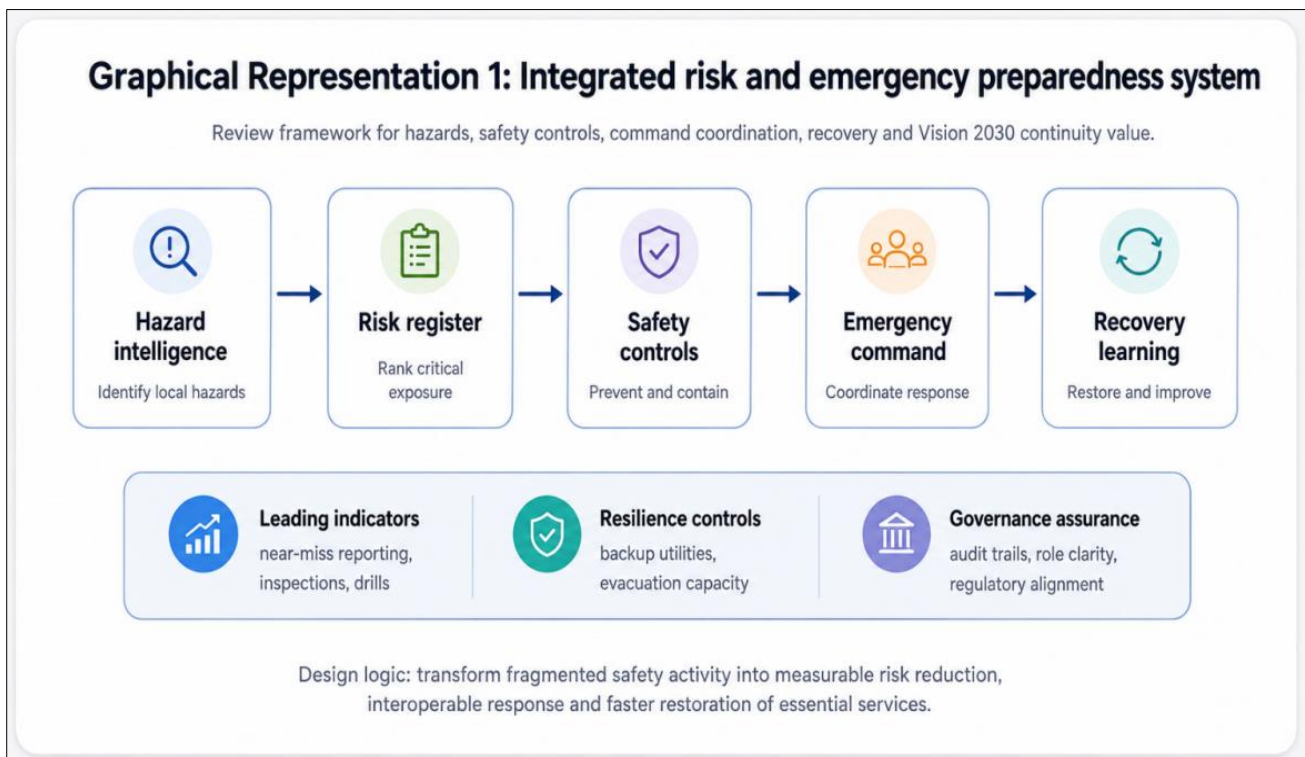 Graphical Representation 1: Integrated risk and emergency preparedness system
Review framework for hazards, safety controls, command coordination, recovery and Vision 2030 continuity value.
Hazard
intelligence
Identify local hazards
Risk register
Rank critical
exposure
Safety
controls
Prevent and contain
Emergency
command
Coordinate response
Recovery
learning
Restore and improve
Leading indicators
near-miss reporting,
inspections, drills
Resilience controls
backup utilities,
evacuation capacity
Governance assurance
audit trails, role clarity,
regulatory alignment
Design logic: transform fragmented safety activity into measurable risk reduction,
interoperable response and faster restoration of essential services.